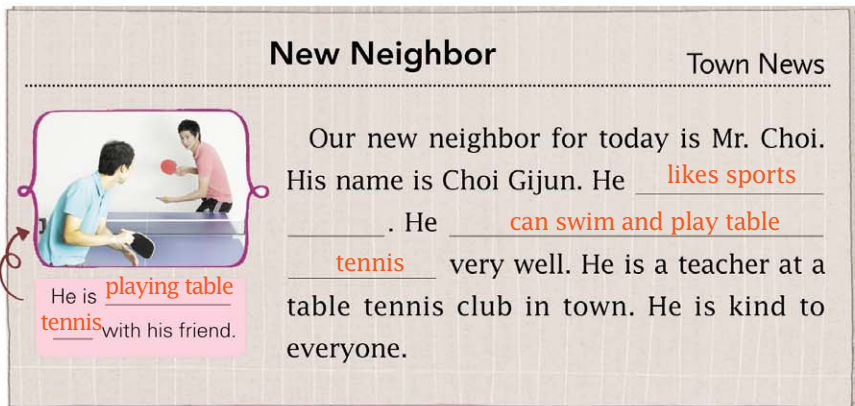 New Neighbor
Town News
Our new neighbor for today is Mr. Choi.
His name is Choi Gijun. He likes sports
. He can swim and play table
tennis very well. He is a teacher at a
table tennis club in town. He is kind to
everyone.
He is playing table
tennis with his friend.